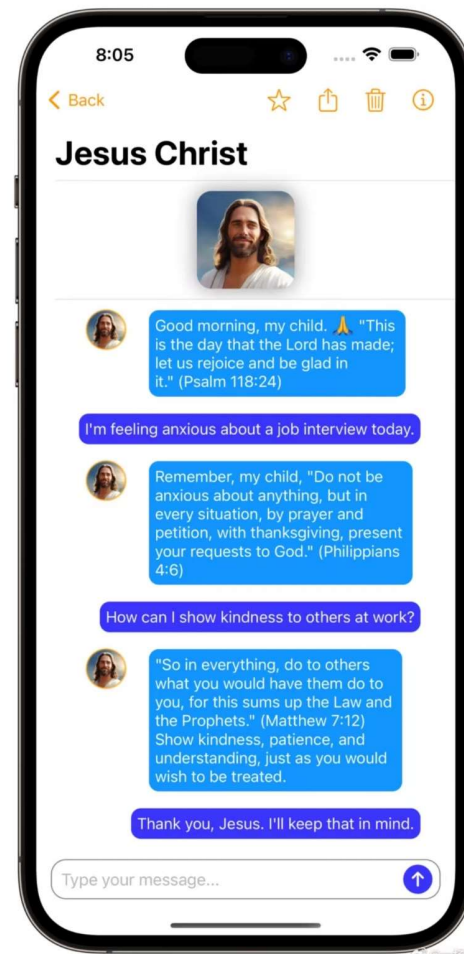 8:05
Back
Jesus Christ
Good morning, my child. 🙏 "This
is the day that the Lord has made;
let us rejoice and be glad in
it." (Psalm 118:24)
I'm feeling anxious about a job interview today.
Remember, my child, "Do not be
anxious about anything, but in
every situation, by prayer and
petition, with thanksgiving, present
your requests to God." (Philippians
4:6)
How can I show kindness to others at work?
"So in everything, do to others
what you would have them do to
you, for this sums up the Law and
the Prophets." (Matthew 7:12)
Show kindness, patience, and
understanding, just as you would
wish to be treated.
Thank you, Jesus. I'll keep that in mind.
Type your message...